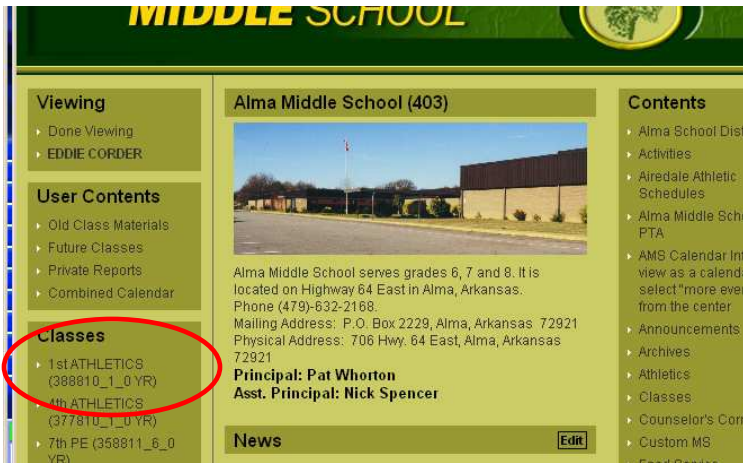 MIDDLE SCHOOL
Viewing
Done Viewing
EDDIE CORDER
User Contents
Old Class Materials
Future Classes
Private Reports
Combined Calendar
Classes
1st ATHLETICS
(388810_1_0 YR)
4th ATHLETICS
(377810_1_0 YR)
7th PE (358811_6_0
YR)
Alma Middle School (403)
Alma Middle School serves grades 6, 7 and 8. It is
located on Highway 64 East in Alma, Arkansas.
Phone (479)-632-2168.
Mailing Address: P.O. Box 2229, Alma, Arkansas 72921
Physical Address: 706 Hwy. 64 East, Alma, Arkansas
72921
Principal: Pat Whorton
Asst. Principal: Nick Spencer
News
Edit
Contents
Alma School Dist
Activities
Airedale Athletic
Schedules
Alma Middle Scho
PTA
AMS Calendar Inf
view as a calenda
select "more even
from the center
Announcements
Archives
Athletics
Classes
Counselor's Corn
Custom MS
Food Service